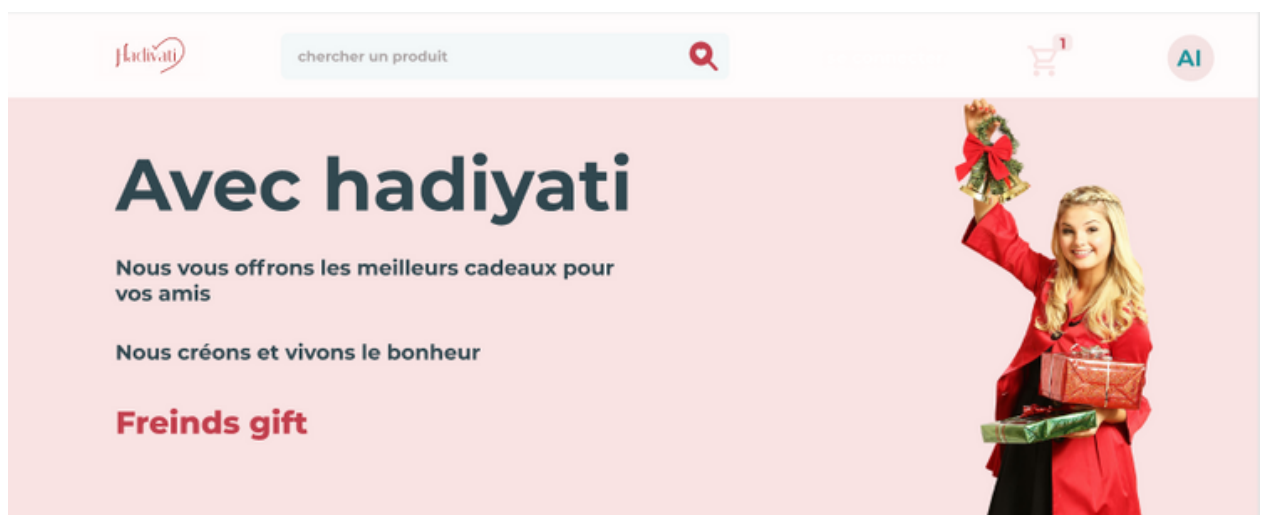 Hadiyati
chercher un produit
1
AI
Avec hadiyati
Nous vous offrons les meilleurs cadeaux pour
vos amis
Nous créons et vivons le bonheur
Freinds gift